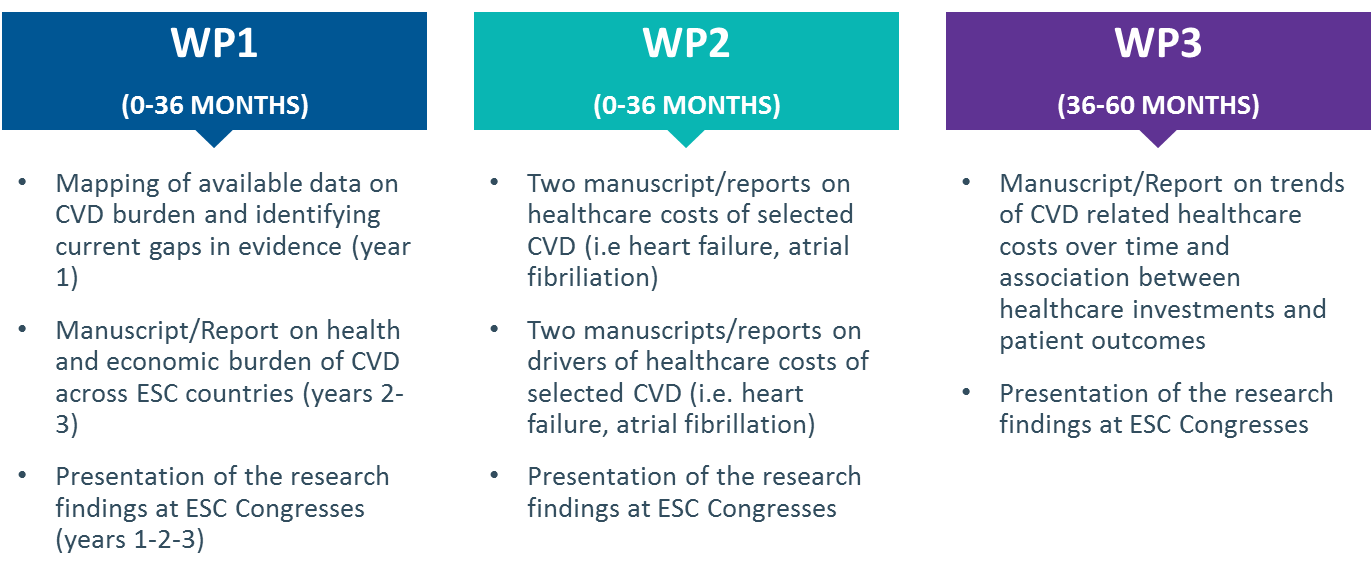 WP1
(0-36 MONTHS)
• Mapping of available data on
CVD burden and identifying
current gaps in evidence (year
1)
• Manuscript/Report on health
and economic burden of CVD
across ESC countries (years 2-
3)
• Presentation of the research
findings at ESC Congresses
(years 1-2-3)
WP2
(0-36 MONTHS)
• Two manuscript/reports on
healthcare costs of selected
CVD (i.e heart failure, atrial
fibriliation)
• Two manuscripts/reports on
drivers of healthcare costs of
selected CVD (i.e. heart
failure, atrial fibrillation)
• Presentation of the research
findings at ESC Congresses
WP3
(36-60 MONTHS)
• Manuscript/Report on trends
of CVD related healthcare
costs over time and
association between
healthcare investments and
patient outcomes
• Presentation of the research
findings at ESC Congresses